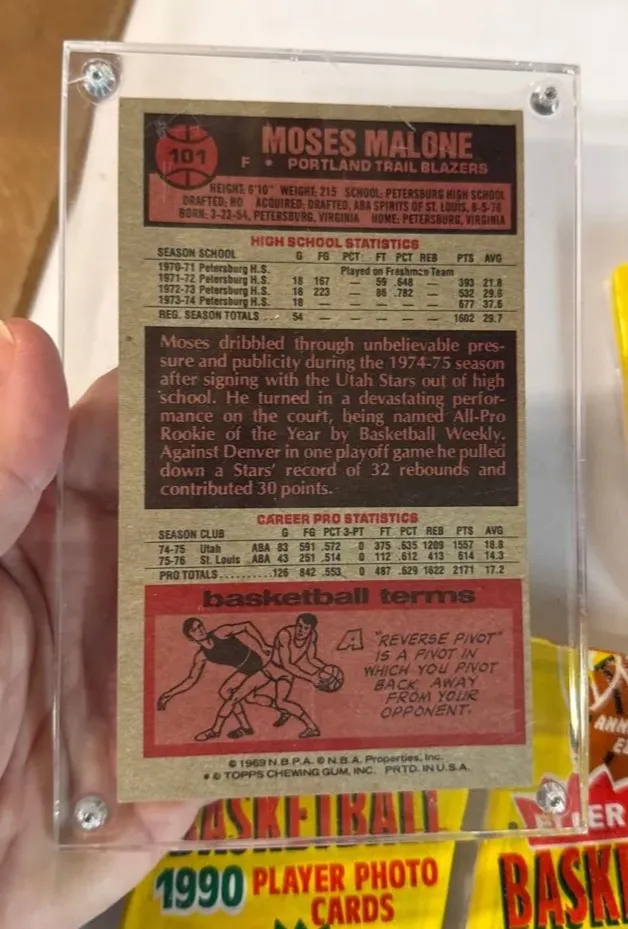 101
MOSES MALONE
F • PORTLAND TRAIL BLAZERS
HEIGHT: 6'10" WEIGHT: 215 SCHOOL: PETERSBURG HIGH SCHOOL
DRAFTED: NO ACQUIRED: DRAFTED, ABA SPIRITS OF ST. LOUIS, 8-5-76
BORN: 3-23-54, PETERSBURG, VIRGINIA HOME: PETERSBURG, VIRGINIA
HIGH SCHOOL STATISTICS
SEASON SCHOOL G FG PCT FT PCT REB PTS AVG
1970-71 Petersburg H.S. Played on Freshman Team
1971-72 Petersburg H.S. 18 167 — 59 .648 — 393 21.8
1972-73 Petersburg H.S. 18 223 — 86 .782 — 532 29.6
1973-74 Petersburg H.S. 18 — — — — — 677 37.6
REG. SEASON TOTALS .. 54 — — — — — 1602 29.7
Moses dribbled through unbelievable pres-
sure and publicity during the 1974-75 season
after signing with the Utah Stars out of high
school. He turned in a devastating perfor-
mance on the court, being named All-Pro
Rookie of the Year by Basketball Weekly.
Against Denver in one playoff game he pulled
down a Stars' record of 32 rebounds and
contributed 30 points.
CAREER PRO STATISTICS
SEASON CLUB G FG PCT 3-PT FT PCT REB PTS AVG
74-75 Utah ABA 83 591 .572 0 375 .635 1209 1557 18.8
75-76 St. Louis ABA 43 251 .514 0 112 .612 413 614 14.3
PRO TOTALS .......... 126 842 .553 0 487 .629 1622 2171 17.2
basketball terms
A "REVERSE PIVOT"
IS A PIVOT IN
WHICH YOU PIVOT
BACK AWAY
FROM YOUR
OPPONENT.
© 1969 N.B.P.A. © N.B.A. Properties, Inc.
* © TOPPS CHEWING GUM, INC. PRTD. IN U.S.A.
BASKETBALL
1990 PLAYER PHOTO
CARDS
ANN
FLEER
BASK